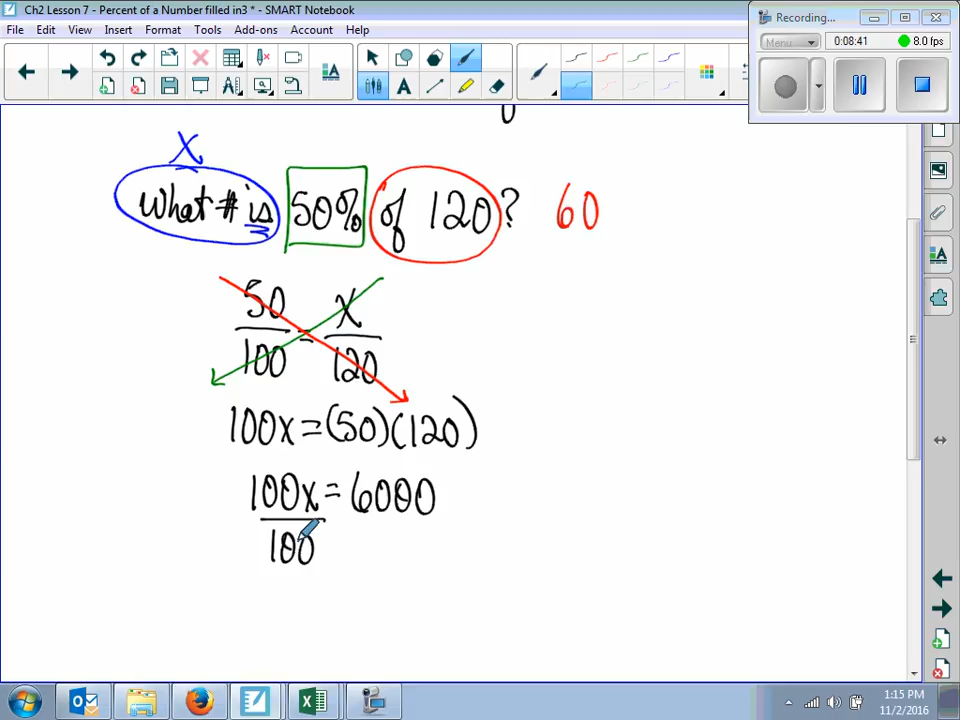 Ch2 Lesson 7 - Percent of a Number filled in3 * - SMART Notebook
Recording...
File Edit View Insert Format Tools Add-ons Account Help
Menu
0:08:41
8.0 fps
X
What # is 50% of 120? 60
50 = x
100 120
100x = (50)(120)
100x = 6000
100
1:15 PM
11/2/2016